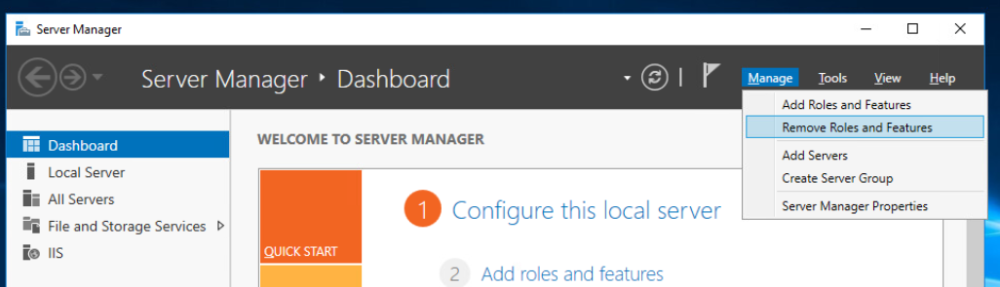 Server Manager
Server Manager ‣ Dashboard
Manage Tools View Help
Add Roles and Features
Remove Roles and Features
Add Servers
Create Server Group
Server Manager Properties
Dashboard
Local Server
All Servers
File and Storage Services
IIS
WELCOME TO SERVER MANAGER
QUICK START
1 Configure this local server
2 Add roles and features